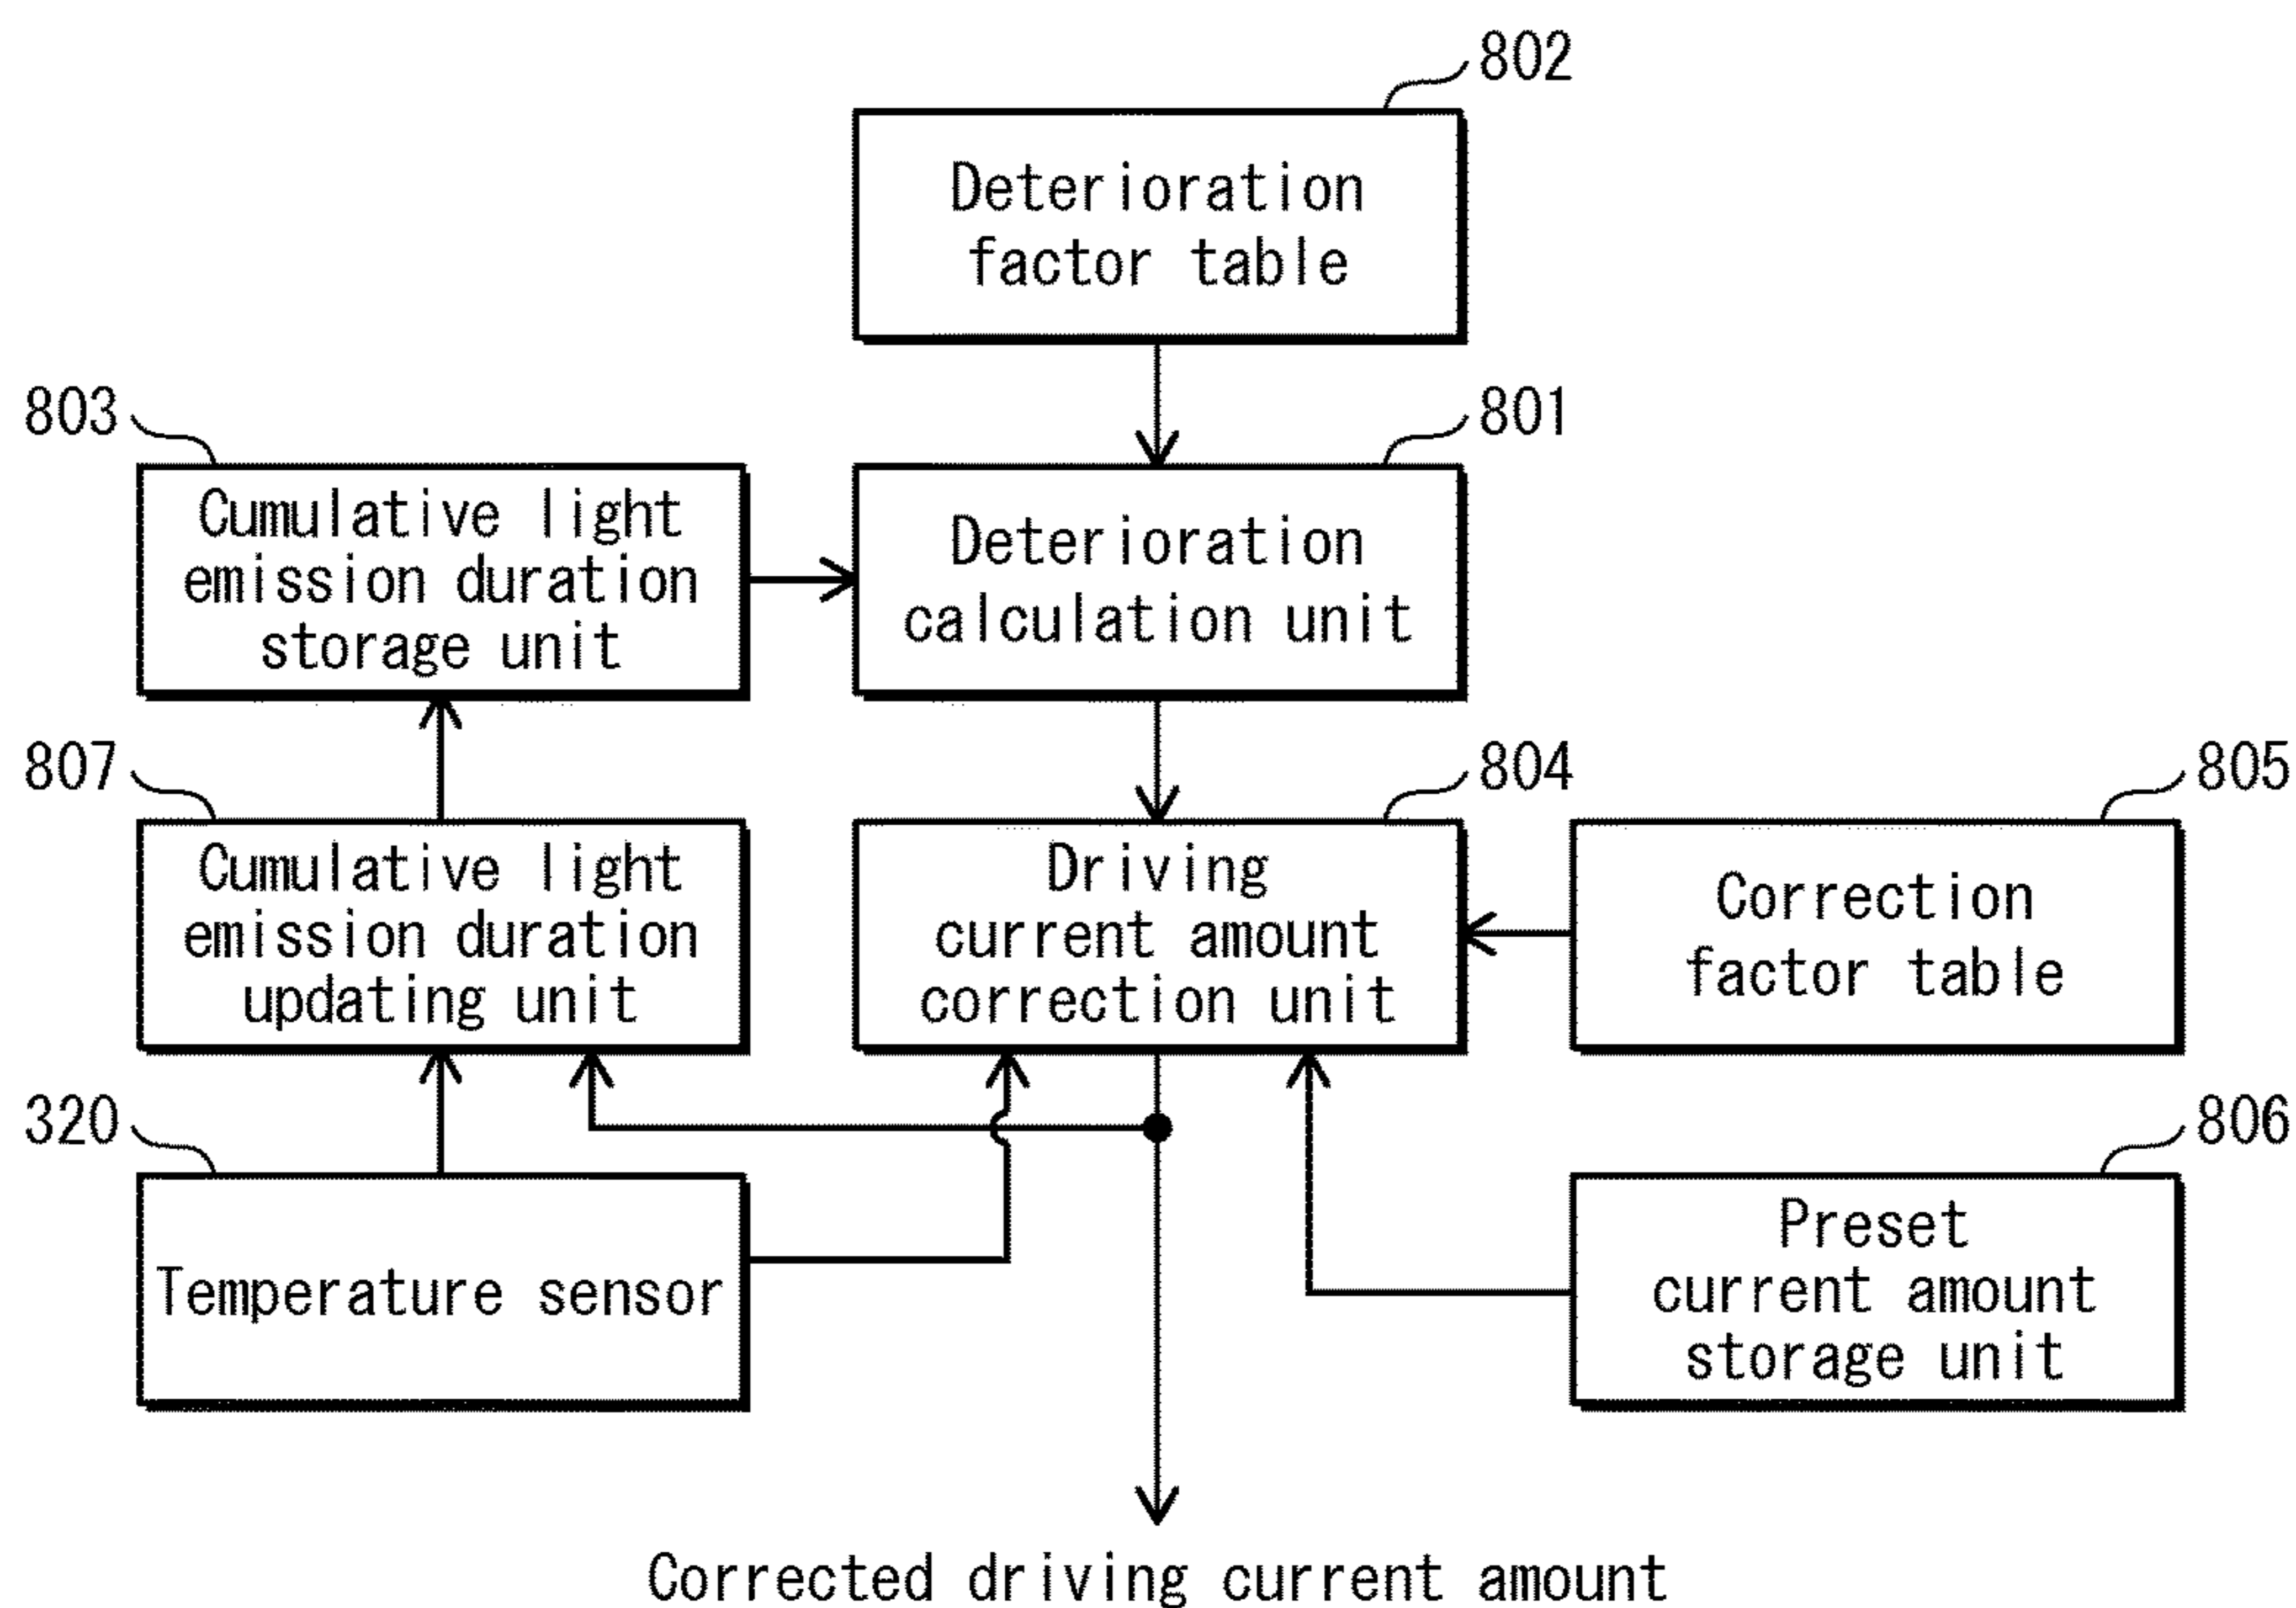 802
Deterioration
factor table
803
801
Cumulative light
emission duration
storage unit
Deterioration
calculation unit
807
804
805
Cumulative light
emission duration
updating unit
Driving
current amount
correction unit
Correction
factor table
320
806
Temperature sensor
Preset
current amount
storage unit
Corrected driving current amount